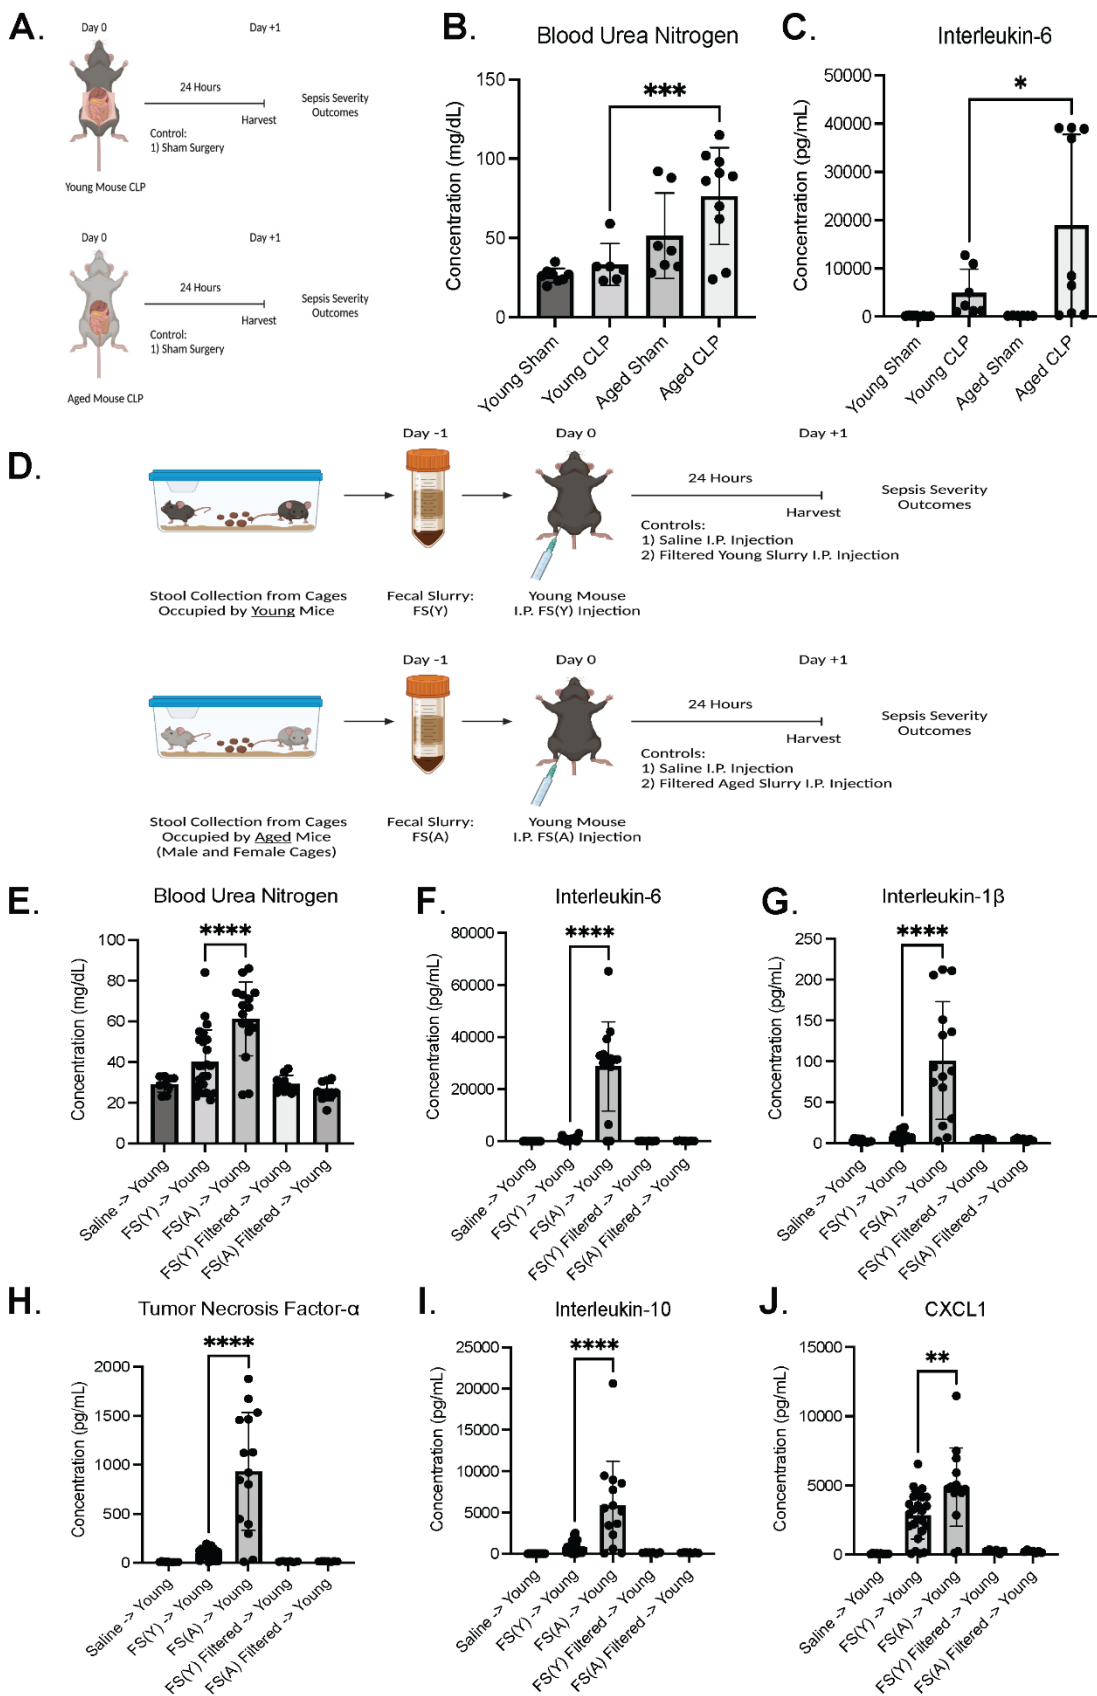 A.
Day 0
Day +1
24 Hours
Harvest
Sepsis Severity
Outcomes
Control:
1) Sham Surgery
Young Mouse CLP
Day 0
Day +1
24 Hours
Harvest
Sepsis Severity
Outcomes
Control:
1) Sham Surgery
Aged Mouse CLP
B.
Blood Urea Nitrogen
Concentration (mg/dL)
150
100
50
0
***
Young Sham
Young CLP
Aged Sham
Aged CLP
C.
Interleukin-6
Concentration (pg/mL)
50000
40000
30000
20000
10000
0
*
Young Sham
Young CLP
Aged Sham
Aged CLP
D.
Day -1
Day 0
Day +1
24 Hours
Harvest
Sepsis Severity
Outcomes
Controls:
1) Saline I.P. Injection
2) Filtered Young Slurry I.P. Injection
Stool Collection from Cages
Occupied by Young Mice
Fecal Slurry:
FS(Y)
Young Mouse
I.P. FS(Y) Injection
Day -1
Day 0
Day +1
24 Hours
Harvest
Sepsis Severity
Outcomes
Controls:
1) Saline I.P. Injection
2) Filtered Aged Slurry I.P. Injection
Stool Collection from Cages
Occupied by Aged Mice
(Male and Female Cages)
Fecal Slurry:
FS(A)
Young Mouse
I.P. FS(A) Injection
E.
Blood Urea Nitrogen
Concentration (mg/dL)
100
80
60
40
20
0
****
Saline -> Young
FS(Y) -> Young
FS(A) -> Young
FS(Y) Filtered -> Young
FS(A) Filtered -> Young
F.
Interleukin-6
Concentration (pg/mL)
80000
60000
40000
20000
0
****
Saline -> Young
FS(Y) -> Young
FS(A) -> Young
FS(Y) Filtered -> Young
FS(A) Filtered -> Young
G.
Interleukin-1β
Concentration (pg/mL)
250
200
150
100
50
0
****
Saline -> Young
FS(Y) -> Young
FS(A) -> Young
FS(Y) Filtered -> Young
FS(A) Filtered -> Young
H.
Tumor Necrosis Factor-α
Concentration (pg/mL)
2000
1500
1000
500
0
****
Saline -> Young
FS(Y) -> Young
FS(A) -> Young
FS(Y) Filtered -> Young
FS(A) Filtered -> Young
I.
Interleukin-10
Concentration (pg/mL)
25000
20000
15000
10000
5000
0
****
Saline -> Young
FS(Y) -> Young
FS(A) -> Young
FS(Y) Filtered -> Young
FS(A) Filtered -> Young
J.
CXCL1
Concentration (pg/mL)
15000
10000
5000
0
**
Saline -> Young
FS(Y) -> Young
FS(A) -> Young
FS(Y) Filtered -> Young
FS(A) Filtered -> Young